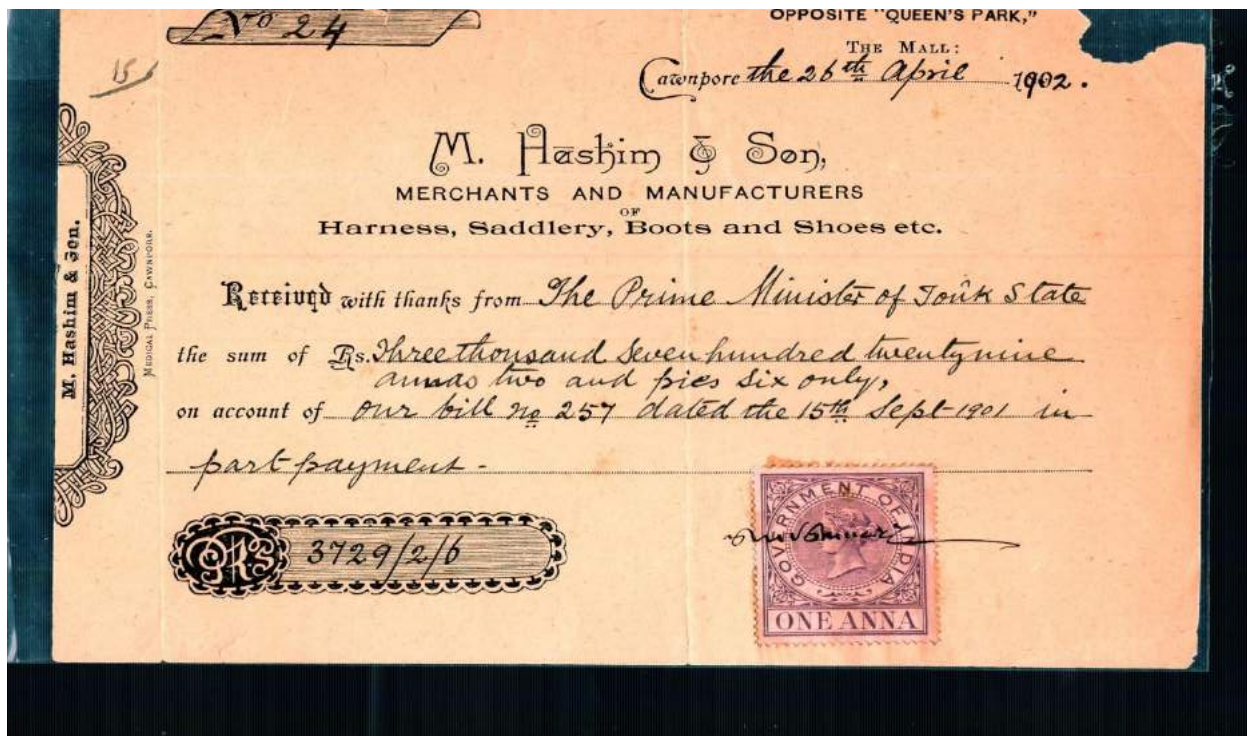 No 24
OPPOSITE "QUEEN'S PARK,"
THE MALL:
15
Cawnpore the 26th April 1902.
M. Hashim & Son,
MERCHANTS AND MANUFACTURERS
OF
Harness, Saddlery, Boots and Shoes etc.
M. Hashim & Son.
MEDICAL PRESS, CAWNPORE.
Received with thanks from The Prime Minister of Tonk State
the sum of Rs. Three thousand seven hundred twentynine
annas two and pies six only,
on account of our bill no 257 dated the 15th Sept 1901 in
part payment -
RS 3729/2/6
GOVERNMENT OF INDIA
ONE ANNA